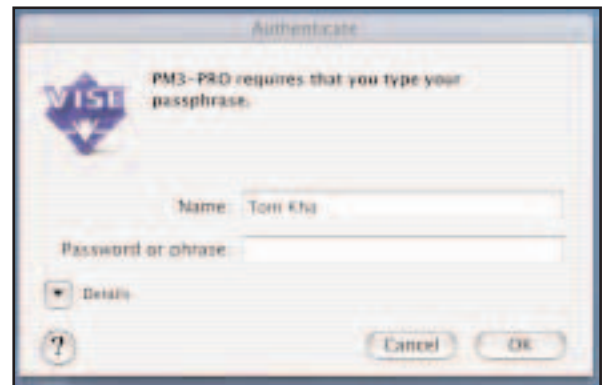 Authenticate
VISE
PM3-PRO requires that you type your
passphrase.
Name: Tom Kha
Password or phrase:
Details
?
Cancel OK